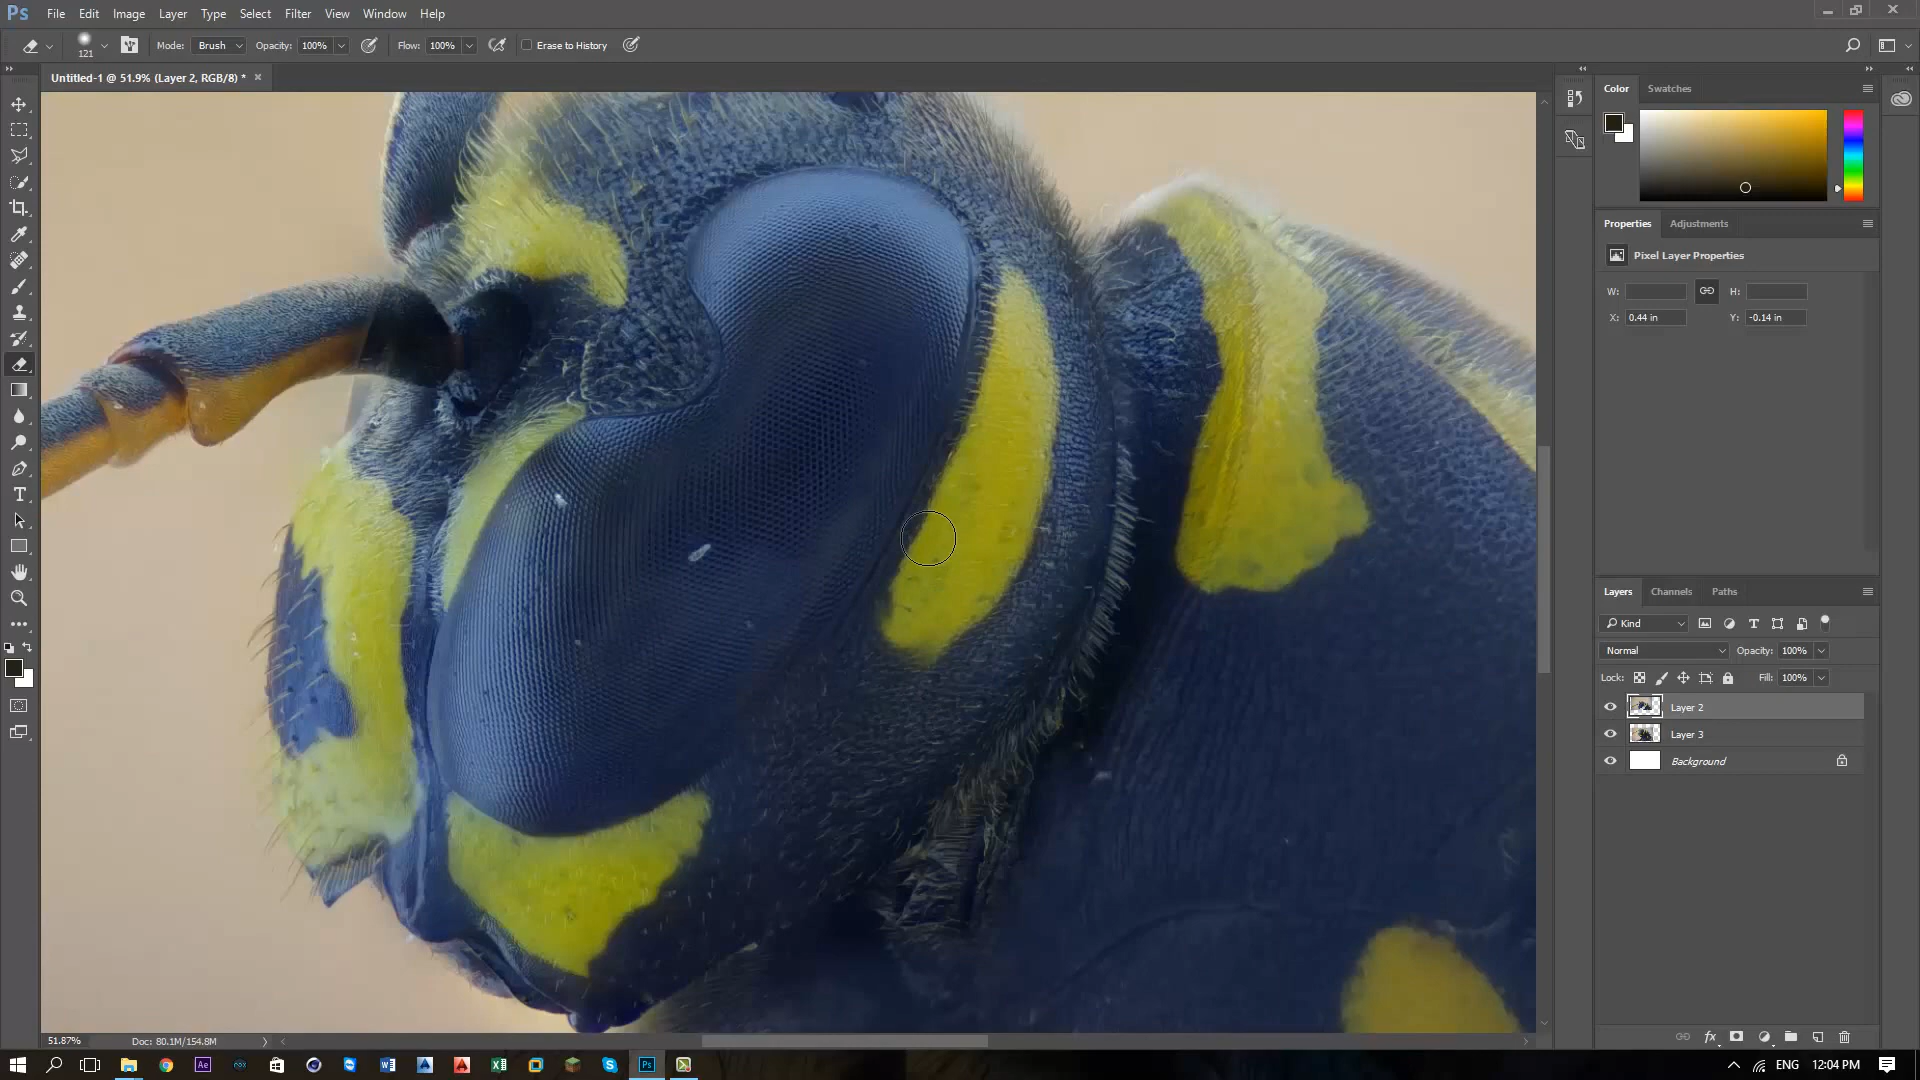 Ps File Edit Image Layer Type Select Filter View Window Help
121 Mode: Brush Opacity: 100% Flow: 100% Erase to History
Untitled-1 @ 51.9% (Layer 2, RGB/8) * ×
Color Swatches
Properties Adjustments
Pixel Layer Properties
W: H:
X: 0.44 in Y: -0.14 in
Layers Channels Paths
Kind
Normal Opacity: 100%
Lock: Fill: 100%
Layer 2
Layer 3
Background
51.87% Doc: 80.1M/154.8M
ENG 12:04 PM